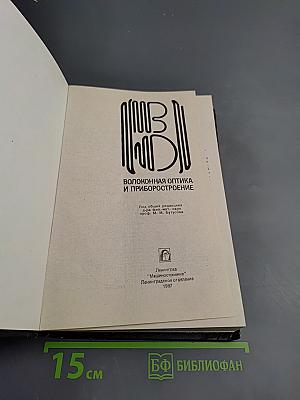 ВОЛОКОННАЯ ОПТИКА
И ПРИБОРОСТРОЕНИЕ
Под общей редакцией
д-ра физ.-мат. наук
проф. М. М. Бутусова
Ленинград
"Машиностроение"
Ленинградское отделение
1987
15 см
БФ БИБЛИОФАН